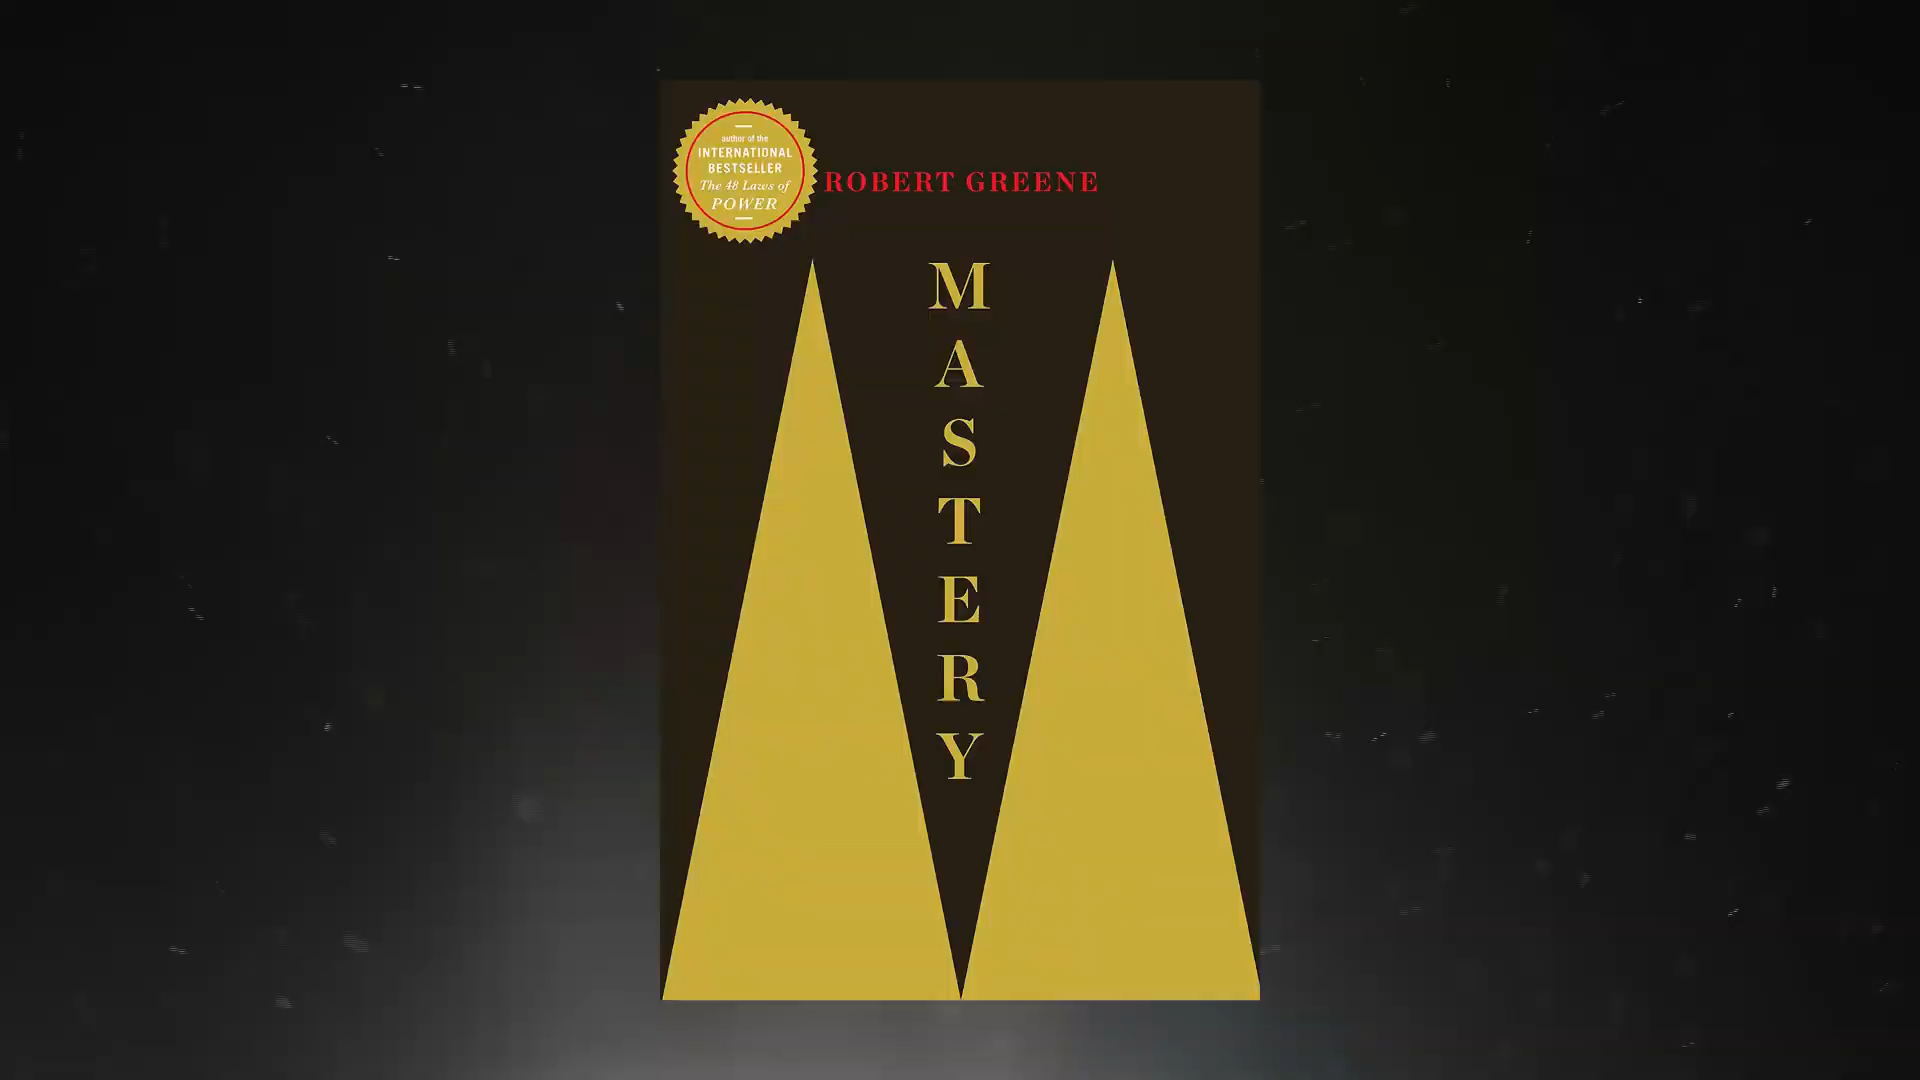 author of the
INTERNATIONAL
BESTSELLER
The 48 Laws of
POWER
ROBERT GREENE
M
A
S
T
E
R
Y